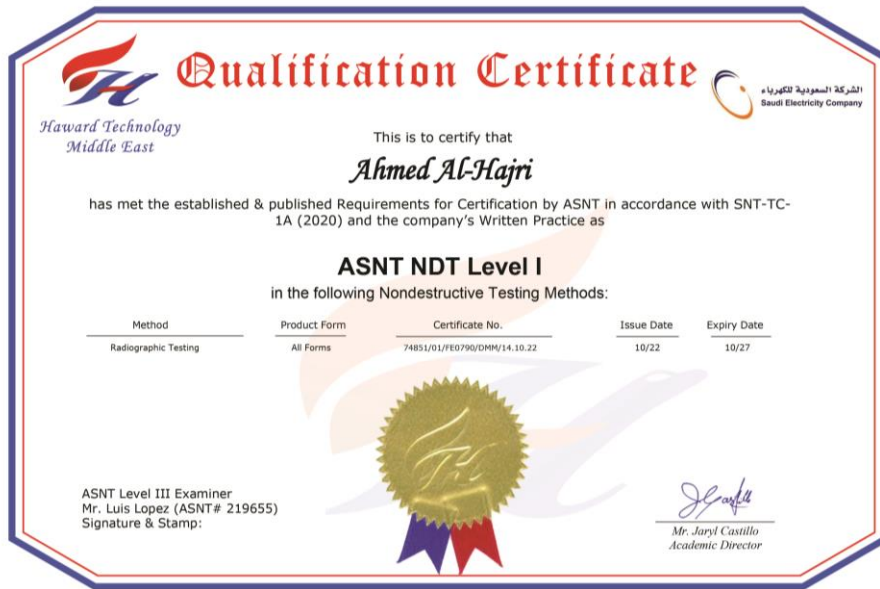 Qualification Certificate
Haward Technology
Middle East
الشركة السعودية للكهرباء
Saudi Electricity Company
This is to certify that
Ahmed Al-Hajri
has met the established & published Requirements for Certification by ASNT in accordance with SNT-TC-
1A (2020) and the company's Written Practice as
ASNT NDT Level I
in the following Nondestructive Testing Methods:
Method Product Form Certificate No. Issue Date Expiry Date
Radiographic Testing All Forms 74851/01/FE0790/DMM/14.10.22 10/22 10/27
ASNT Level III Examiner
Mr. Luis Lopez (ASNT# 219655)
Signature & Stamp:
Mr. Jaryl Castillo
Academic Director